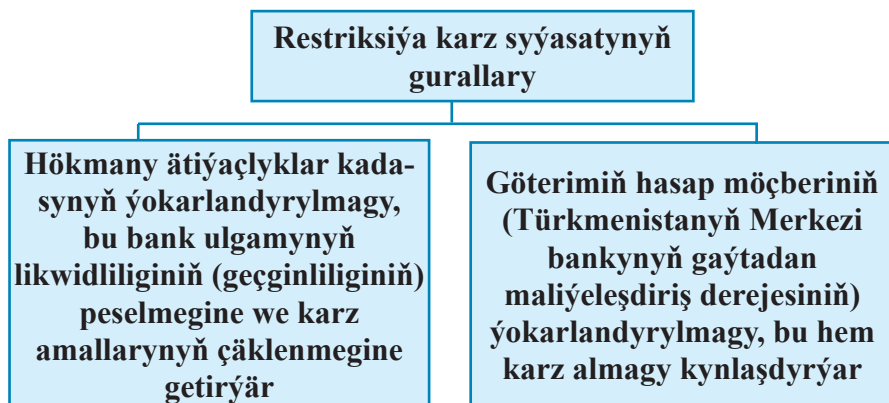 Restriksiýa karz syýasatynyň
gurallary
Hökmany ätiýaçlyklar kada-
synyň ýokarlandyrylmagy,
bu bank ulgamynyň
likwidliliginiň (geçginliliginiň)
peselmegine we karz
amallarynyň çäklenmegine
getirýär
Göterimiň hasap möçberiniň
(Türkmenistanyň Merkezi
bankynyň gaýtadan
maliýeleşdiriş derejesiniň)
ýokarlandyrylmagy, bu hem
karz almagy kynlaşdyrýar